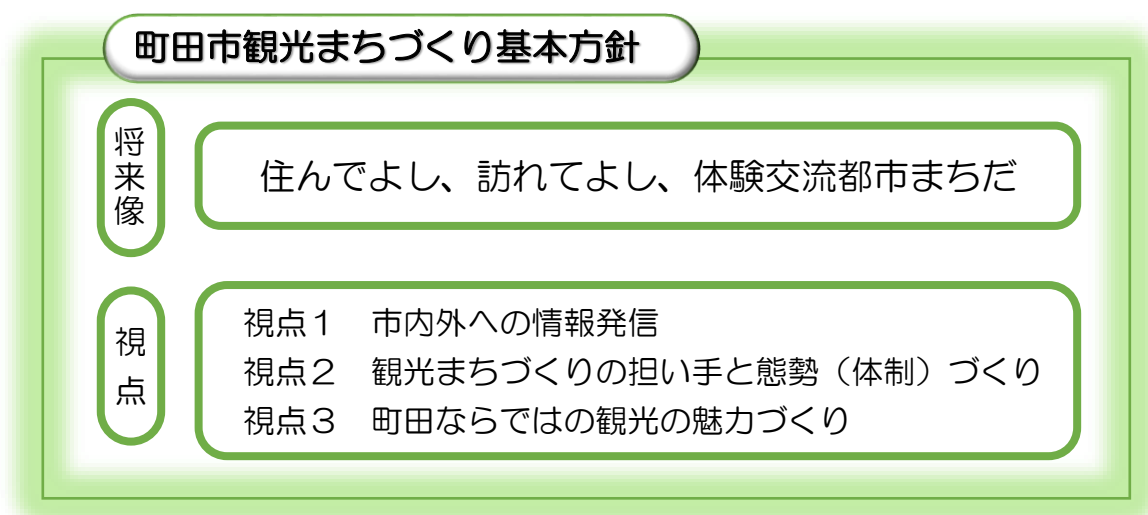 町田市観光まちづくり基本方針
将来像
住んでよし、訪れてよし、体験交流都市まちだ
視点
視点１　市内外への情報発信
視点２　観光まちづくりの担い手と態勢（体制）づくり
視点３　町田ならではの観光の魅力づくり